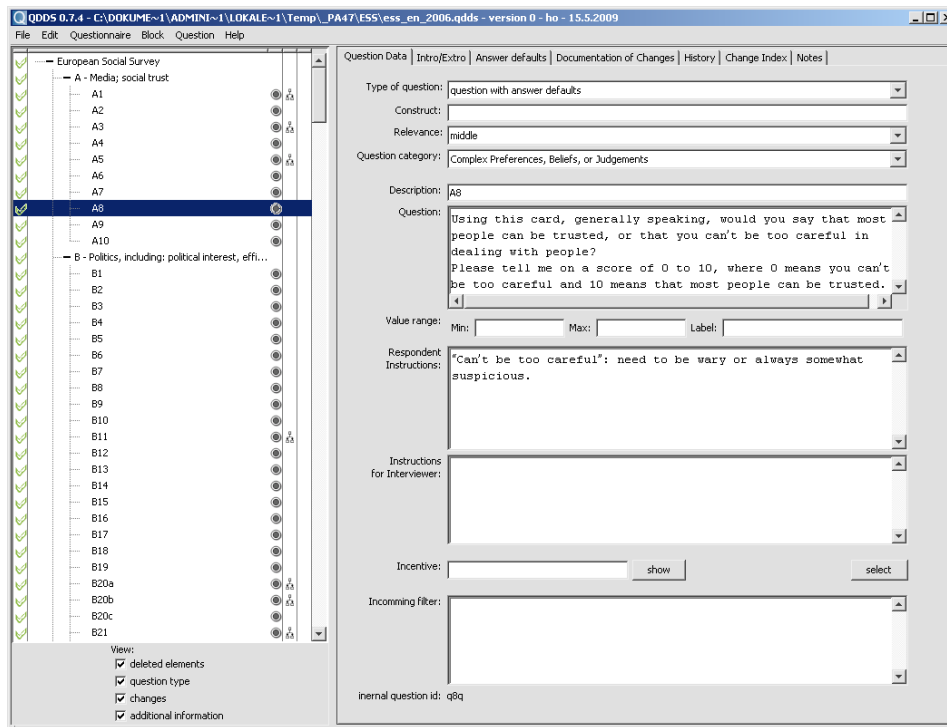 QDDS 0.7.4 - C:\DOKUME~1\ADMINI~1\LOKALE~1\Temp\_PA47\ESS\ess_en_2006.qdds - version 0 - ho - 15.5.2009
File Edit Questionnaire Block Question Help
European Social Survey
A - Media; social trust
A1
A2
A3
A4
A5
A6
A7
A8
A9
A10
B - Politics, including: political interest, effi...
B1
B2
B3
B4
B5
B6
B7
B8
B9
B10
B11
B12
B13
B14
B15
B16
B17
B18
B19
B20a
B20b
B20c
B21
View:
deleted elements
question type
changes
additional information
Question Data Intro/Extro Answer defaults Documentation of Changes History Change Index Notes
Type of question: question with answer defaults
Construct:
Relevance: middle
Question category: Complex Preferences, Beliefs, or Judgements
Description: A8
Question: Using this card, generally speaking, would you say that most
people can be trusted, or that you can't be too careful in
dealing with people?
Please tell me on a score of 0 to 10, where 0 means you can't
be too careful and 10 means that most people can be trusted.
Value range: Min: Max: Label:
Respondent Instructions: "Can't be too careful": need to be wary or always somewhat
suspicious.
Instructions
for Interviewer:
Incentive: show select
Incomming filter:
inernal question id: q8q